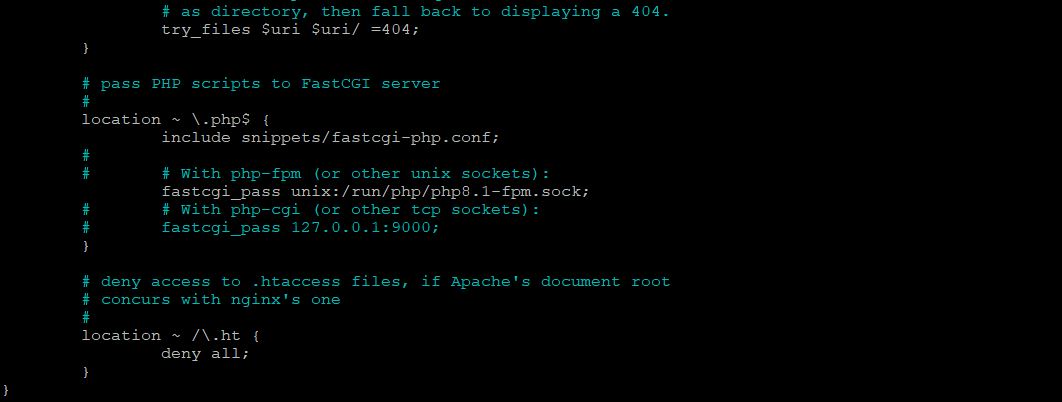 # as directory, then fall back to displaying a 404.
try_files $uri $uri/ =404;
}
# pass PHP scripts to FastCGI server
#
location ~ \.php$ {
include snippets/fastcgi-php.conf;
#
# # With php-fpm (or other unix sockets):
fastcgi_pass unix:/run/php/php8.1-fpm.sock;
# # With php-cgi (or other tcp sockets):
# fastcgi_pass 127.0.0.1:9000;
}
# deny access to .htaccess files, if Apache's document root
# concurs with nginx's one
#
location ~ /\.ht {
deny all;
}
}